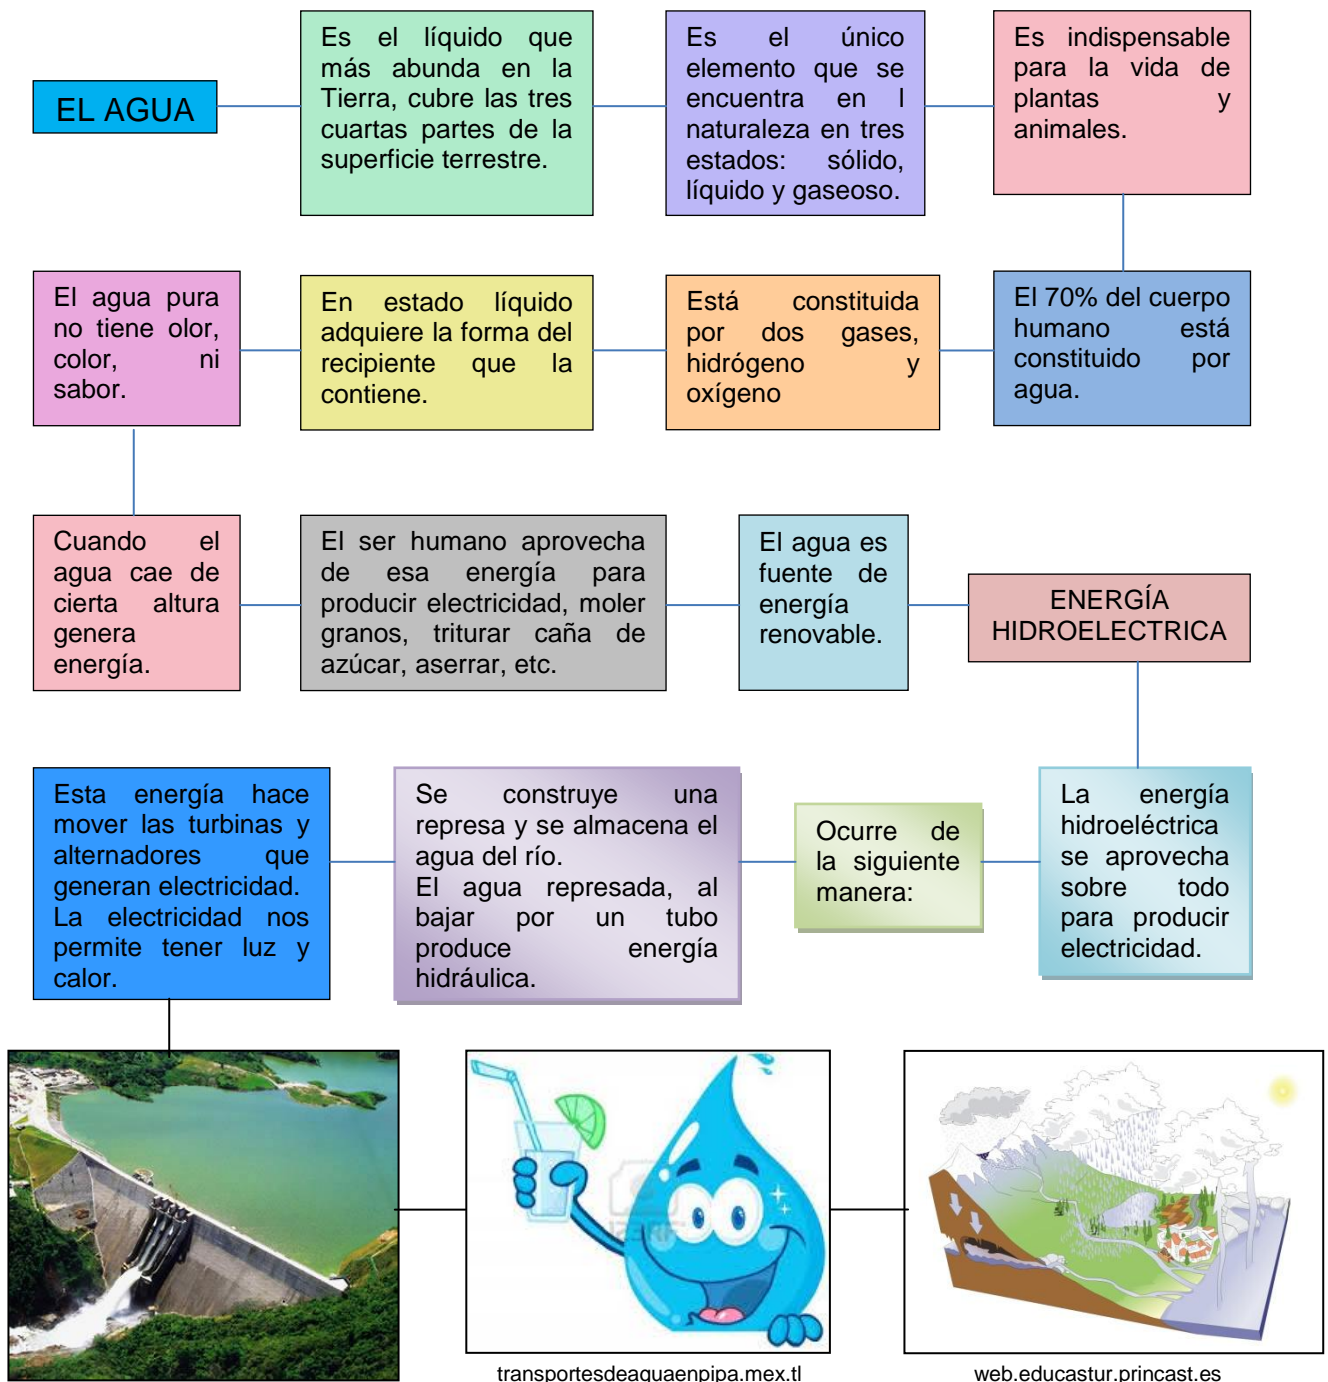 EL AGUA
Es el líquido que
más abunda en la
Tierra, cubre las tres
cuartas partes de la
superficie terrestre.
Es el único
elemento que se
encuentra en l
naturaleza en tres
estados: sólido,
líquido y gaseoso.
Es indispensable
para la vida de
plantas y
animales.
El 70% del cuerpo
humano está
constituido por
agua.
Está constituida
por dos gases,
hidrógeno y
oxígeno
En estado líquido
adquiere la forma del
recipiente que la
contiene.
El agua pura
no tiene olor,
color, ni
sabor.
Cuando el
agua cae de
cierta altura
genera
energía.
El ser humano aprovecha
de esa energía para
producir electricidad, moler
granos, triturar caña de
azúcar, aserrar, etc.
El agua es
fuente de
energía
renovable.
ENERGÍA
HIDROELECTRICA
La energía
hidroeléctrica
se aprovecha
sobre todo
para producir
electricidad.
Ocurre de
la siguiente
manera:
Se construye una
represa y se almacena el
agua del río.
El agua represada, al
bajar por un tubo
produce energía
hidráulica.
Esta energía hace
mover las turbinas y
alternadores que
generan electricidad.
La electricidad nos
permite tener luz y
calor.
transportesdeaguaenpipa.mex.tl
web.educastur.princast.es